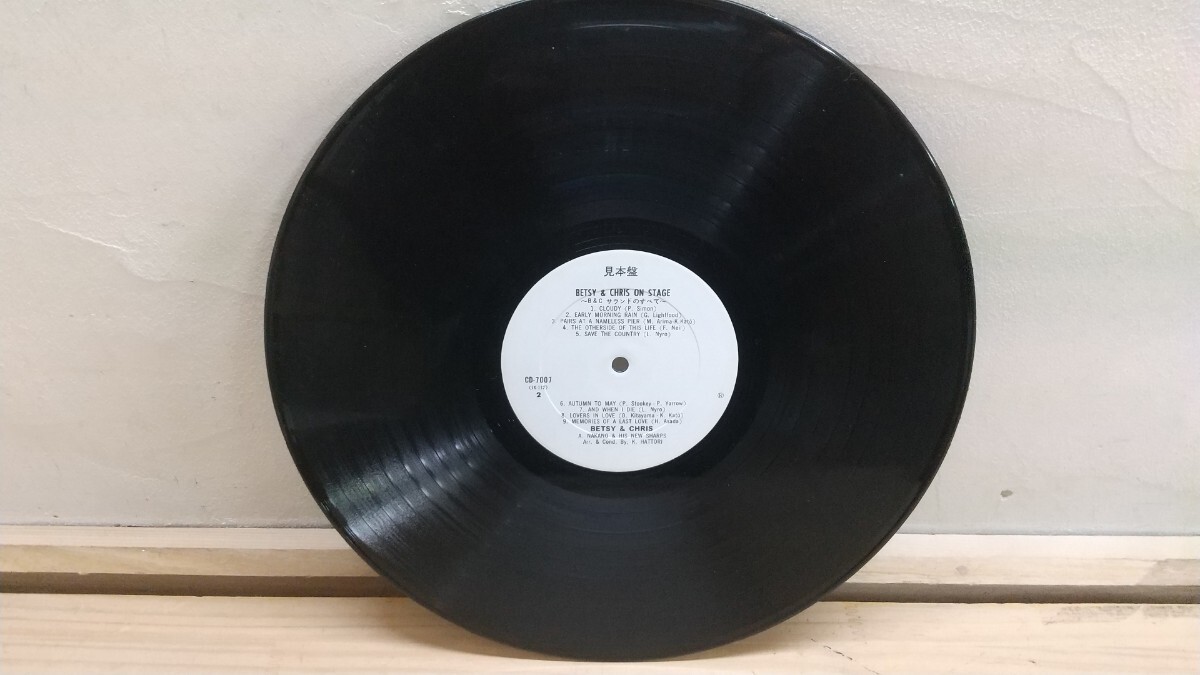 見本盤
BETSY & CHRIS ON STAGE
〜B&C サウンドのすべて〜
1. CLOUDY (P. Simon)
2. EARLY MORNING RAIN (G. Lightfoot)
3. PAIRS AT A NAMELESS PIER (M. Arima-K.Katō)
4. THE OTHERSIDE OF THIS LIFE (F. Neil)
5. SAVE THE COUNTRY (L. Nyro)
CD-7007
2
6. AUTUMN TO MAY (P. Stookey- P. Yarrow)
7. AND WHEN I DIE (L. Nyro)
8. LOVERS IN LOVE (O. Kitayama- K. Katō)
9. MEMORIES OF A LAST LOVE (H. Asada)
BETSY & CHRIS
A. NAKANO & HIS NEW SHARPS
Arr. & Cond. By. K. HATTORI